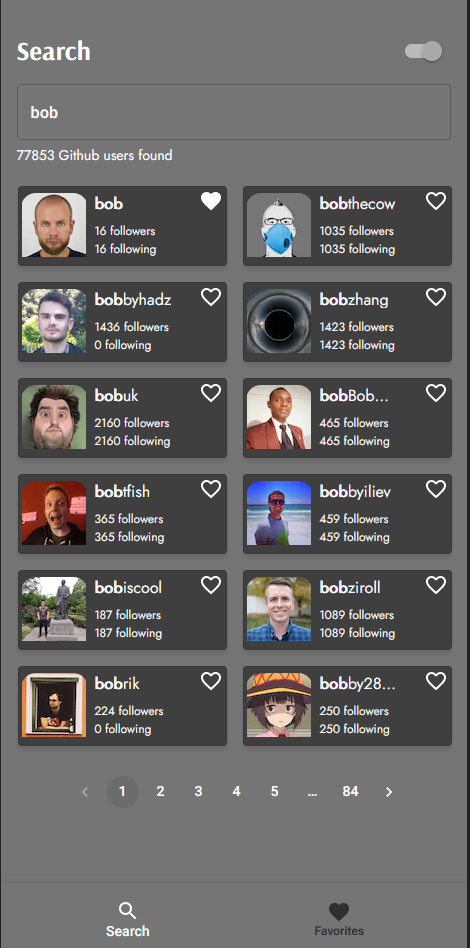 Search
bob
77853 Github users found
bob
16 followers
16 following
bobthecow
1035 followers
1035 following
bobbyhadz
1436 followers
0 following
bobzhang
1423 followers
1423 following
bobuk
2160 followers
2160 following
bobBob...
465 followers
465 following
bobtfish
365 followers
365 following
bobbyiliev
459 followers
459 following
bobiscool
187 followers
187 following
bobziroll
1089 followers
1089 following
bobrik
224 followers
0 following
bobby28...
250 followers
250 following
1 2 3 4 5 ... 84
Search
Favorites